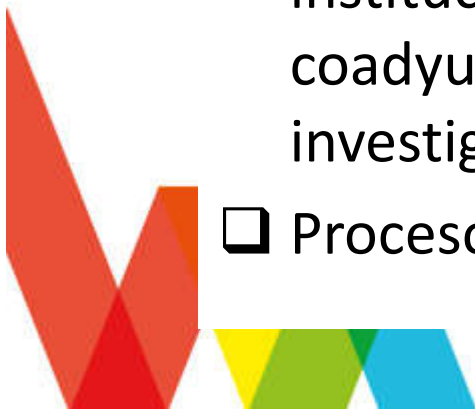 coadyu
investig
❑ Proceso